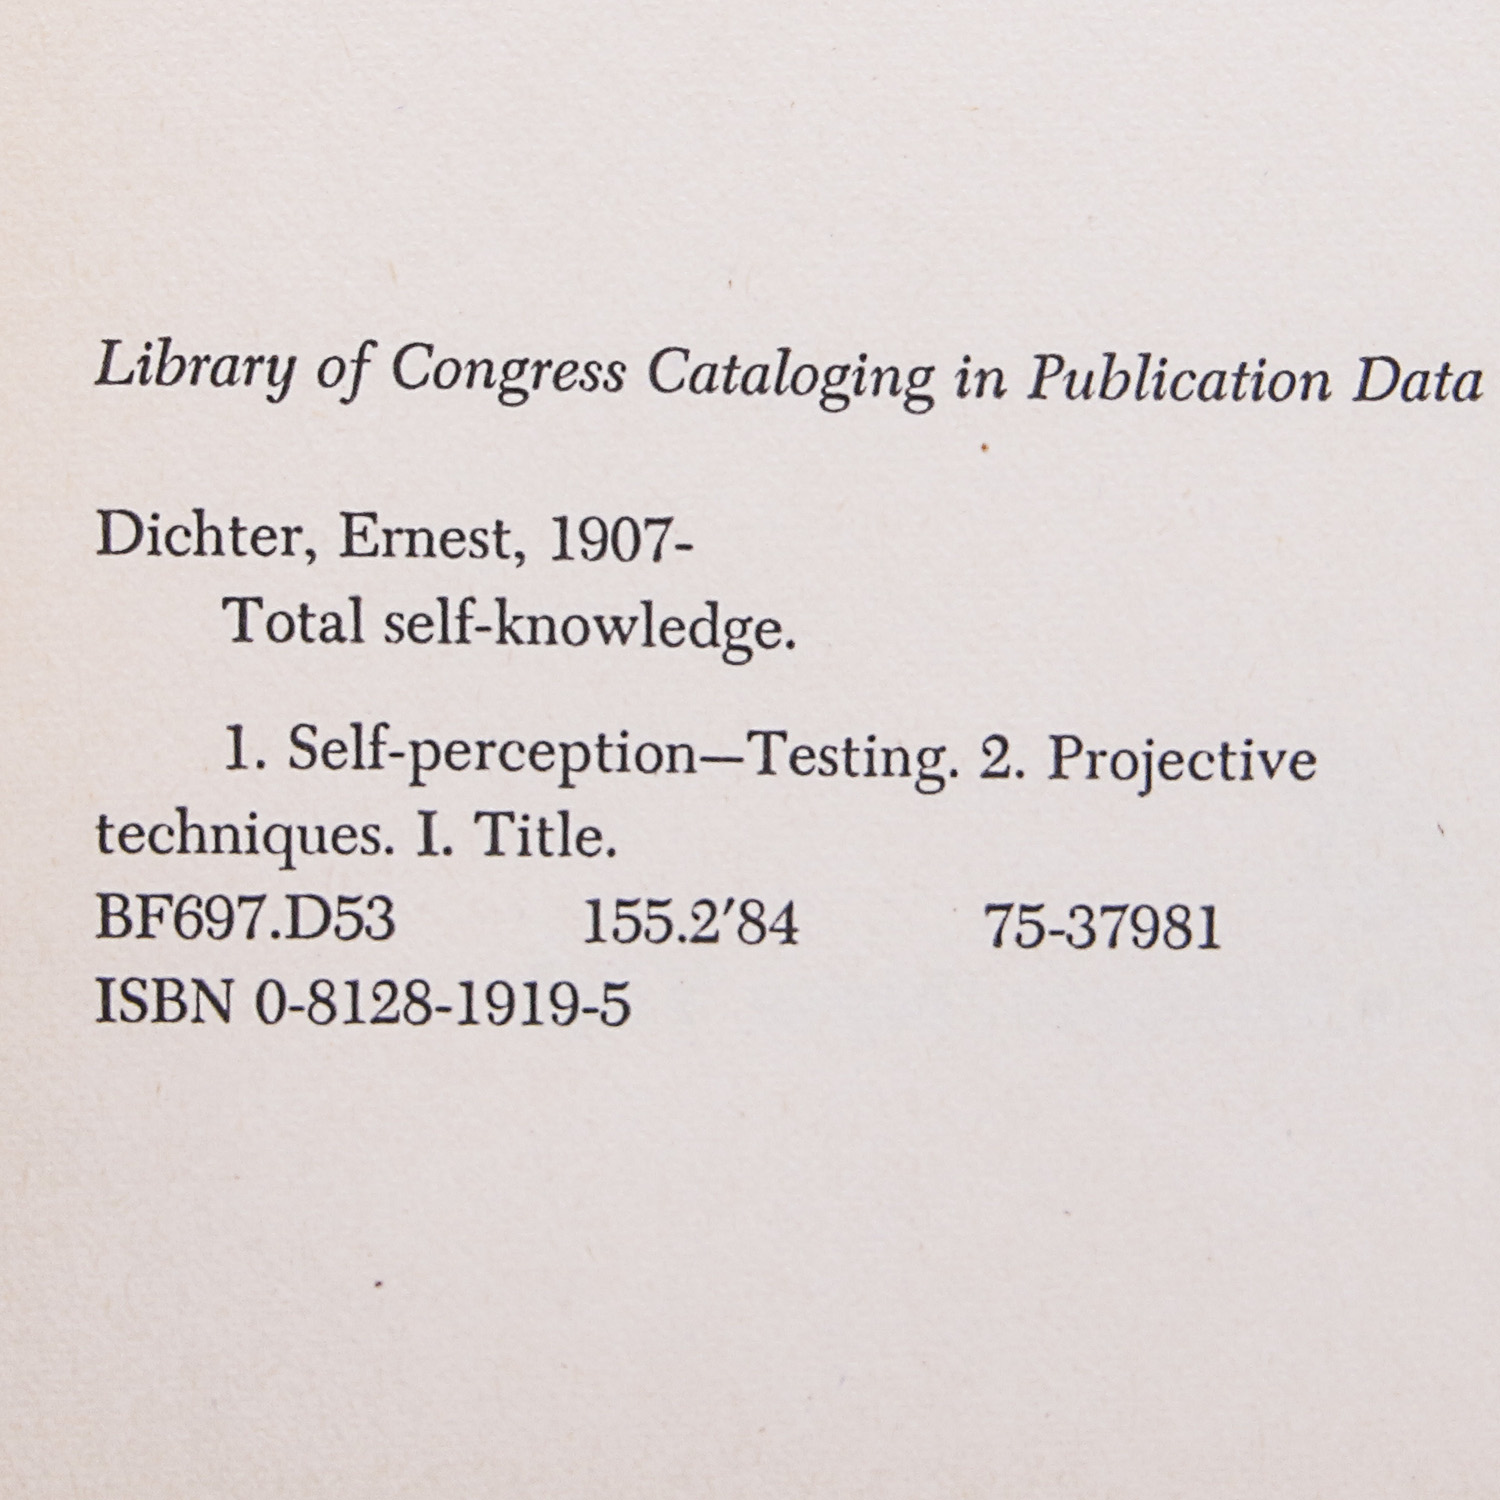 Library of Congress Cataloging in Publication Data
Dichter, Ernest, 1907-
Total self-knowledge.
1. Self-perception—Testing. 2. Projective
techniques. I. Title.
BF697.D53 155.2′84 75-37981
ISBN 0-8128-1919-5